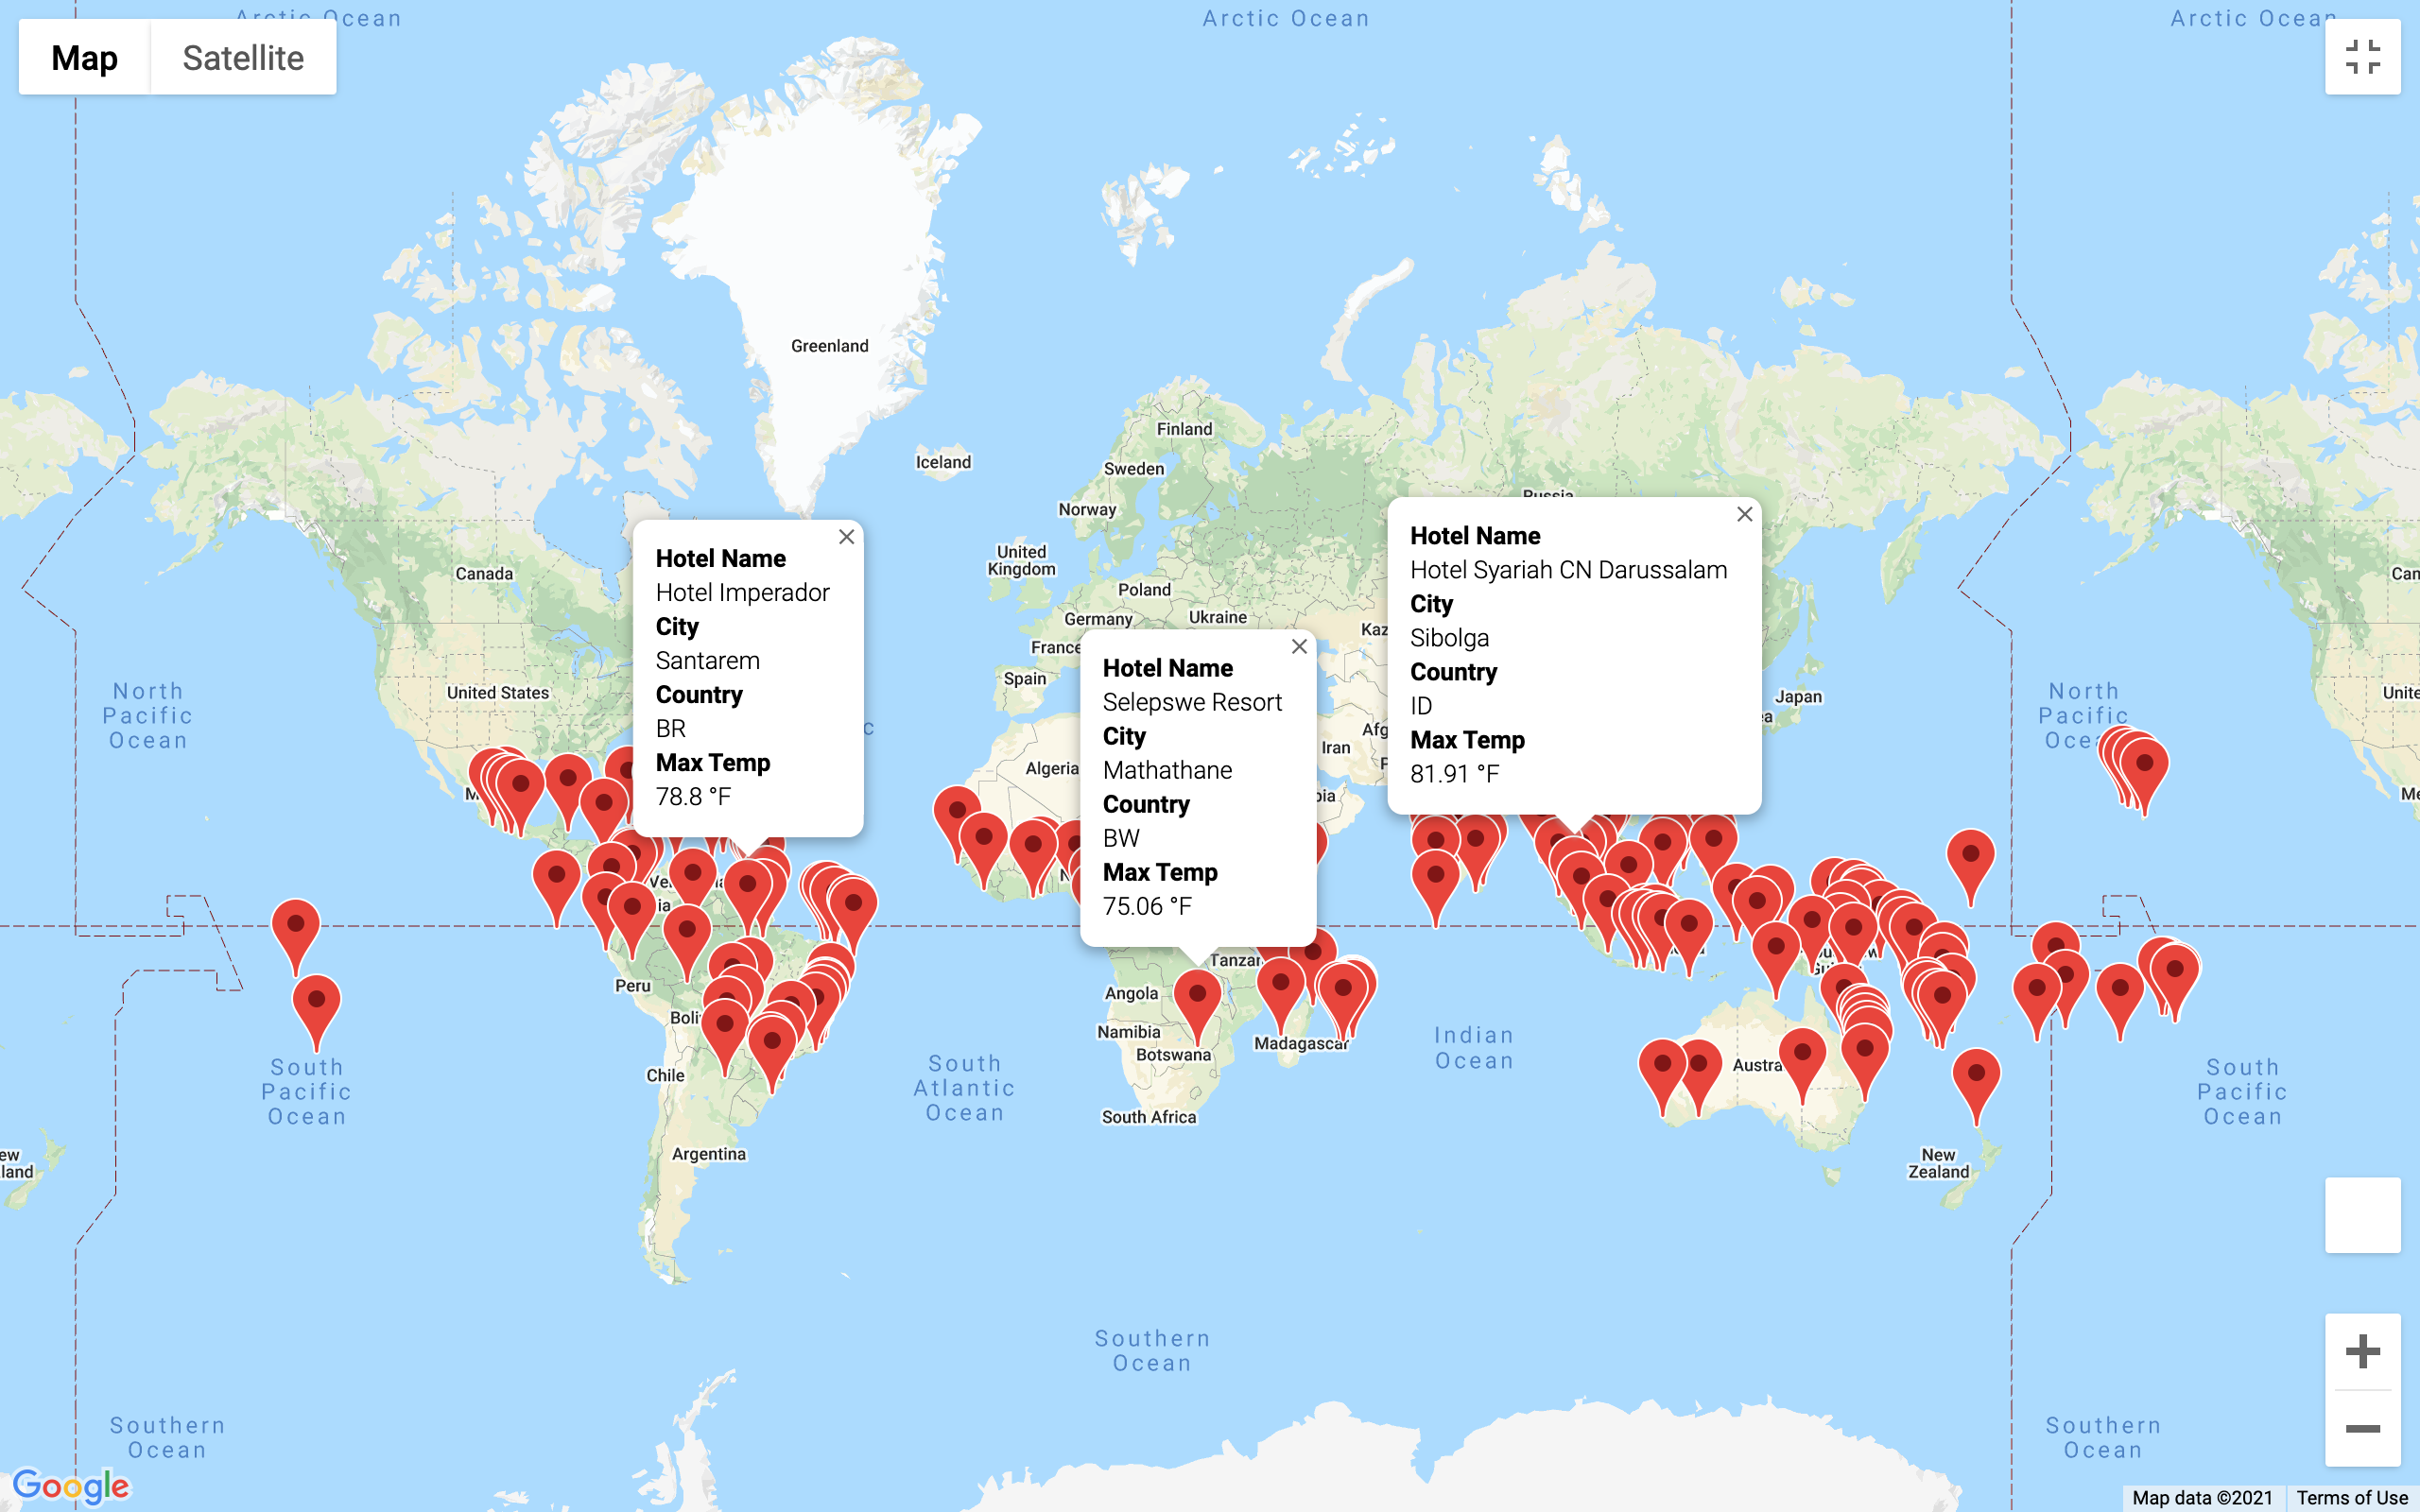 Arctic Ocean
Arctic Ocean
Arctic Ocean
Map
Satellite
Greenland
Finland
Iceland
Sweden
Russia
Norway
Hotel Name
Hotel Imperador
City
Santarem
Country
BR
Max Temp
78.8 °F
Hotel Name
Selepswe Resort
City
Mathathane
Country
BW
Max Temp
75.06 °F
Hotel Name
Hotel Syariah CN Darussalam
City
Sibolga
Country
ID
Max Temp
81.91 °F
United
Kingdom
Canada
Poland
Germany
Ukraine
France
Spain
United States
Japan
North
Pacific
Ocean
North
Pacific
Iran
Algeria
Tanzan
Peru
Angola
Namibia
Botswana
Madagascar
Indian
Ocean
Chile
South
Atlantic
Ocean
South
Pacific
Ocean
South
Pacific
Ocean
South Africa
Argentina
New
Zealand
Southern
Ocean
Southern
Ocean
Southern
Ocean
Google
Map data ©2021
Terms of Use